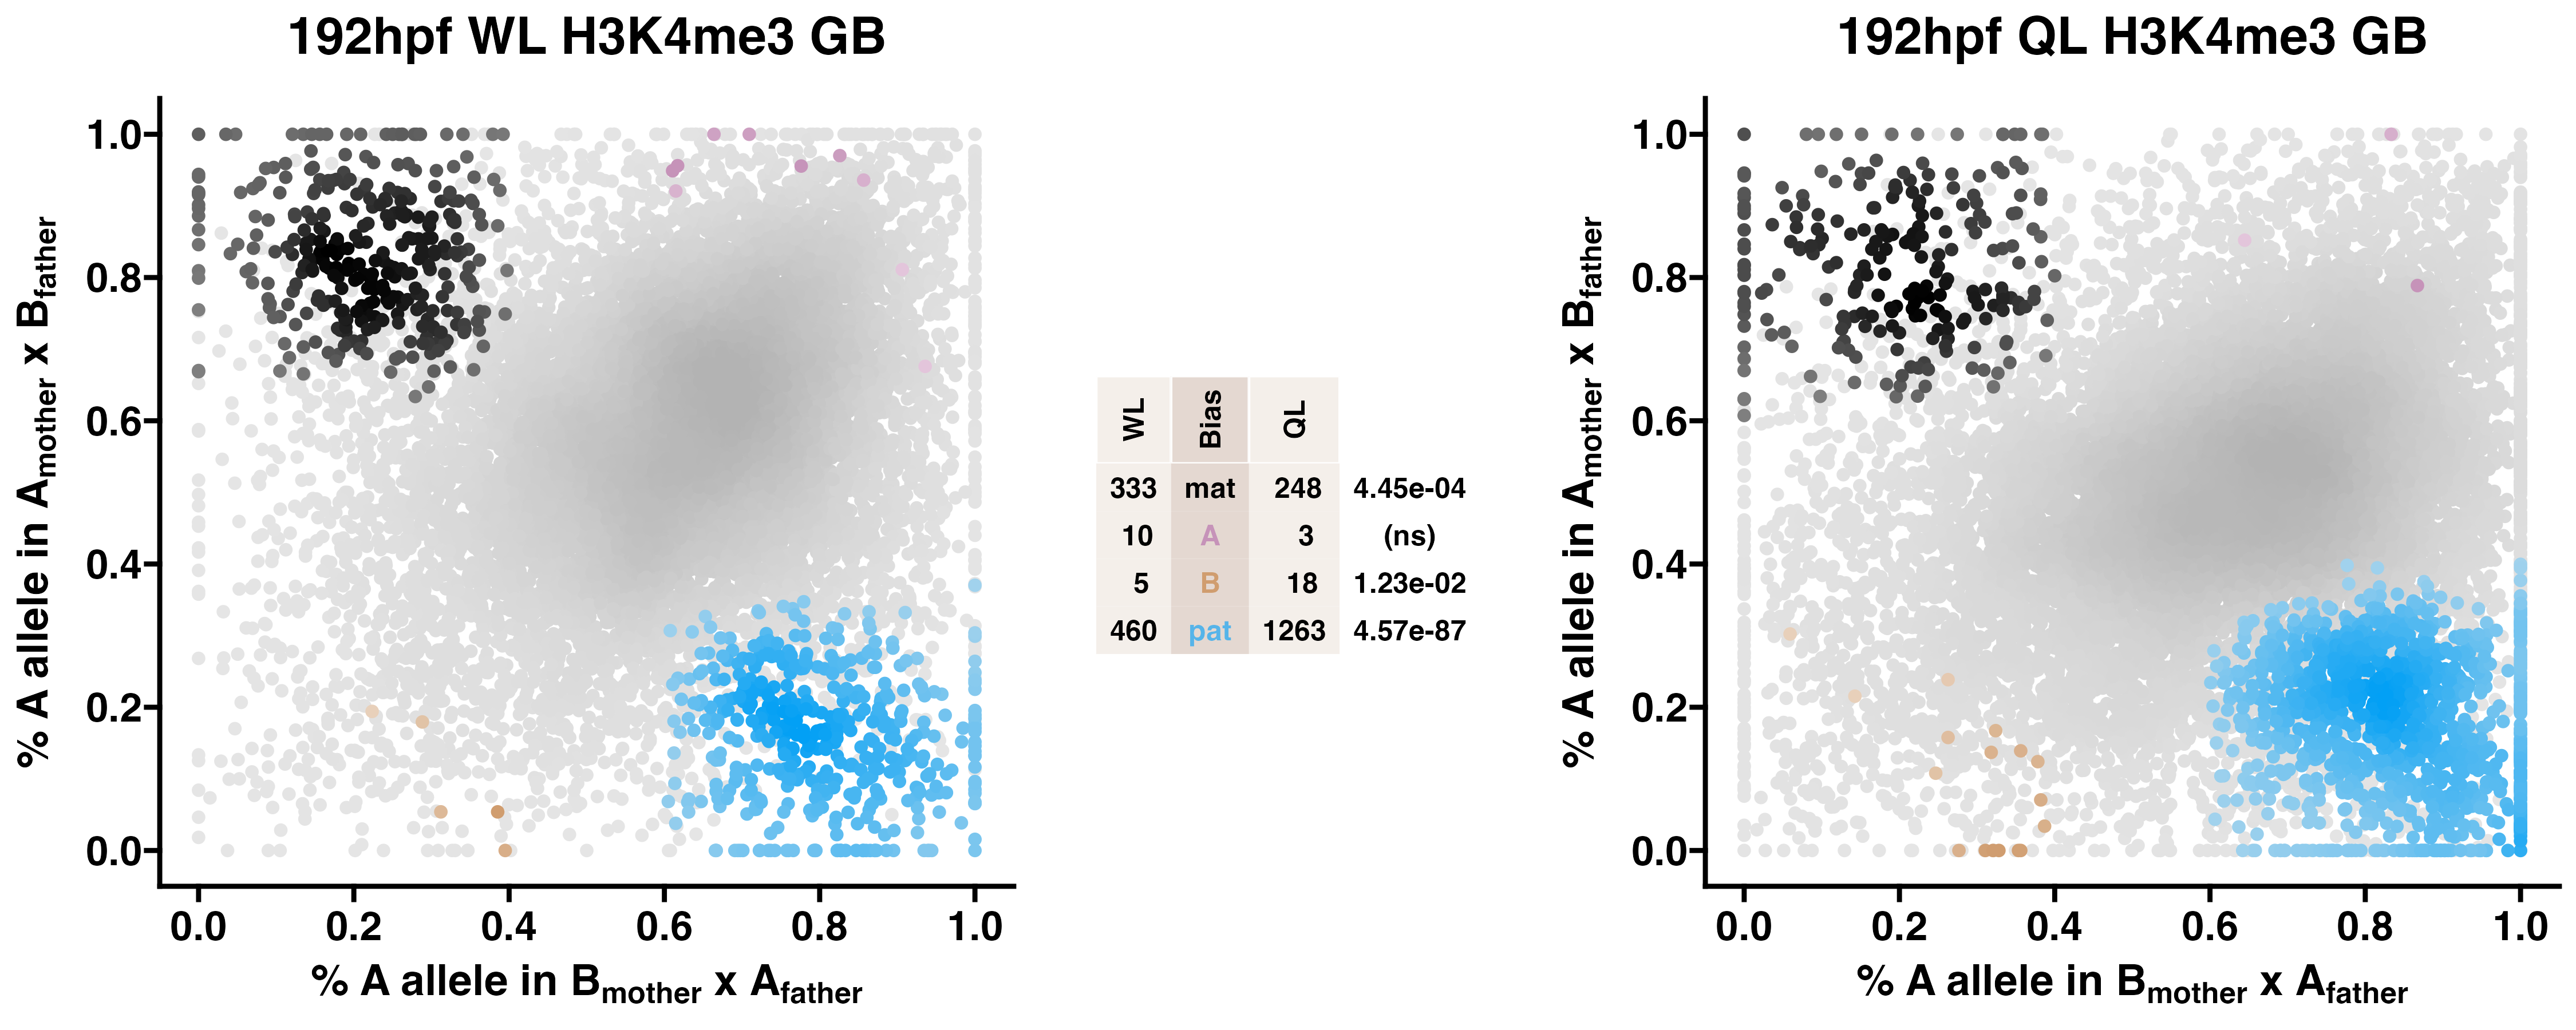 192hpf WL H3K4me3 GB
% A allele in Amother x Bfather
1.0
0.8
0.6
0.4
0.2
0.0
0.0 0.2 0.4 0.6 0.8 1.0
% A allele in Bmother x Afather
WL Bias QL
333 mat 248 4.45e-04
10 A 3 (ns)
5 B 18 1.23e-02
460 pat 1263 4.57e-87
192hpf QL H3K4me3 GB
% A allele in Amother x Bfather
1.0
0.8
0.6
0.4
0.2
0.0
0.0 0.2 0.4 0.6 0.8 1.0
% A allele in Bmother x Afather